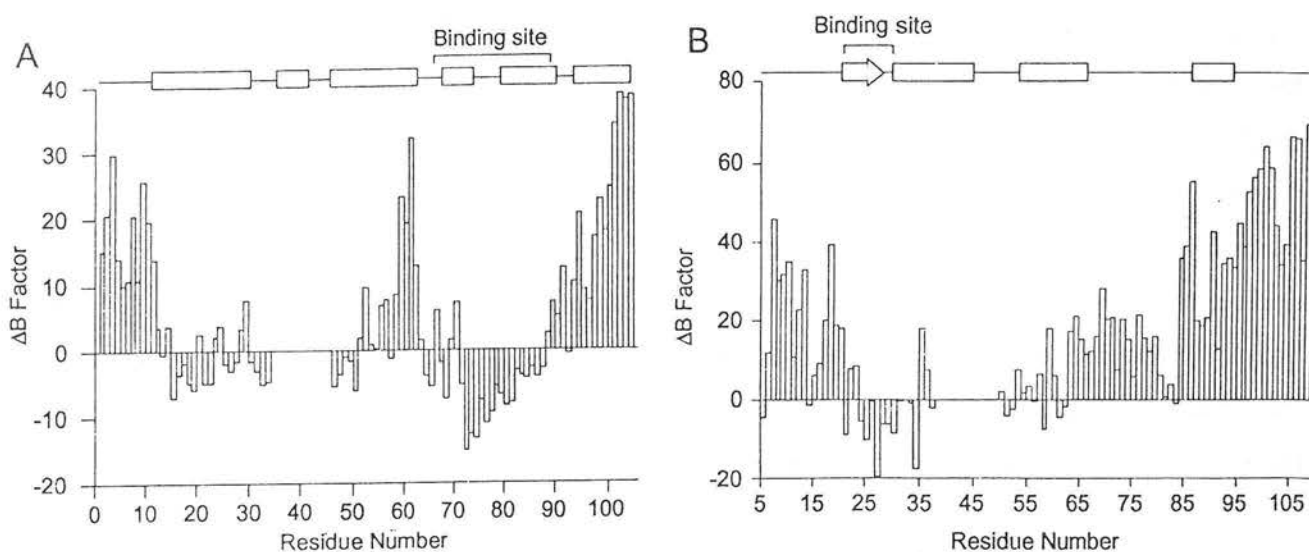 A
Binding site
40
30
20
10
0
-10
-20
ΔB Factor
0 10 20 30 40 50 60 70 80 90 100
Residue Number
B
Binding site
80
60
40
20
0
-20
ΔB Factor
5 15 25 35 45 55 65 75 85 95 105
Residue Number